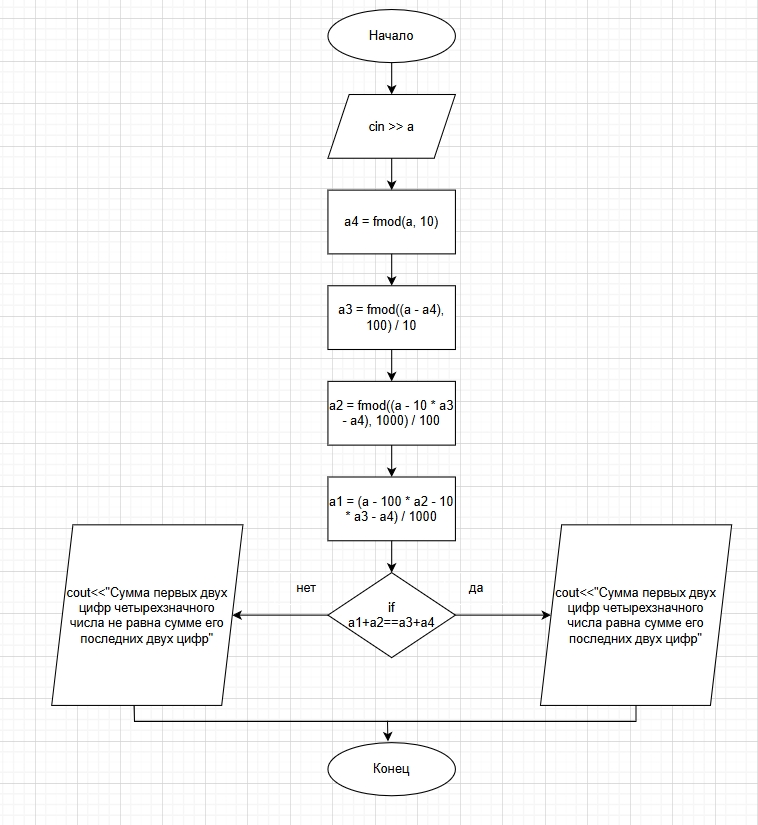 Начало
cin >> a
a4 = fmod(a, 10)
a3 = fmod((a - a4),
100) / 10
a2 = fmod((a - 10 * a3
- a4), 1000) / 100
a1 = (a - 100 * a2 - 10
* a3 - a4) / 1000
нет
да
if
a1+a2==a3+a4
cout<<"Сумма первых двух
цифр четырехзначного
числа не равна сумме его
последних двух цифр"
cout<<"Сумма первых двух
цифр четырехзначного
числа равна сумме его
последних двух цифр"
Конец